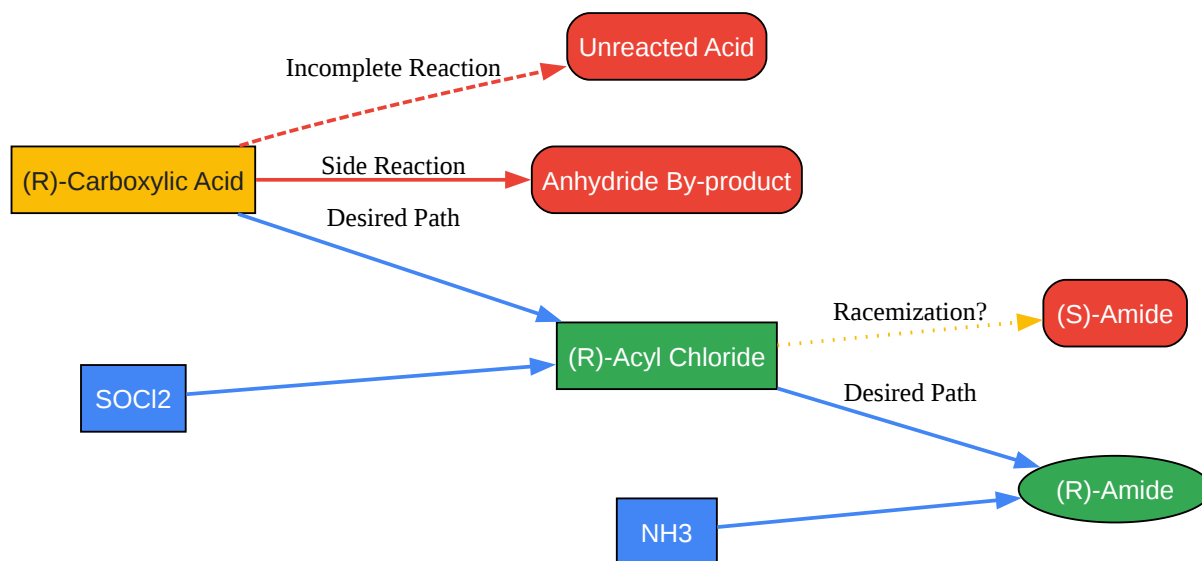 Unreacted Acid
Incomplete Reaction
Side Reaction
(R)-Carboxylic Acid
Anhydride By-product
Desired Path
(S)-Amide
Racemization?
(R)-Acyl Chloride
SOCl2
Desired Path
(R)-Amide
NH3